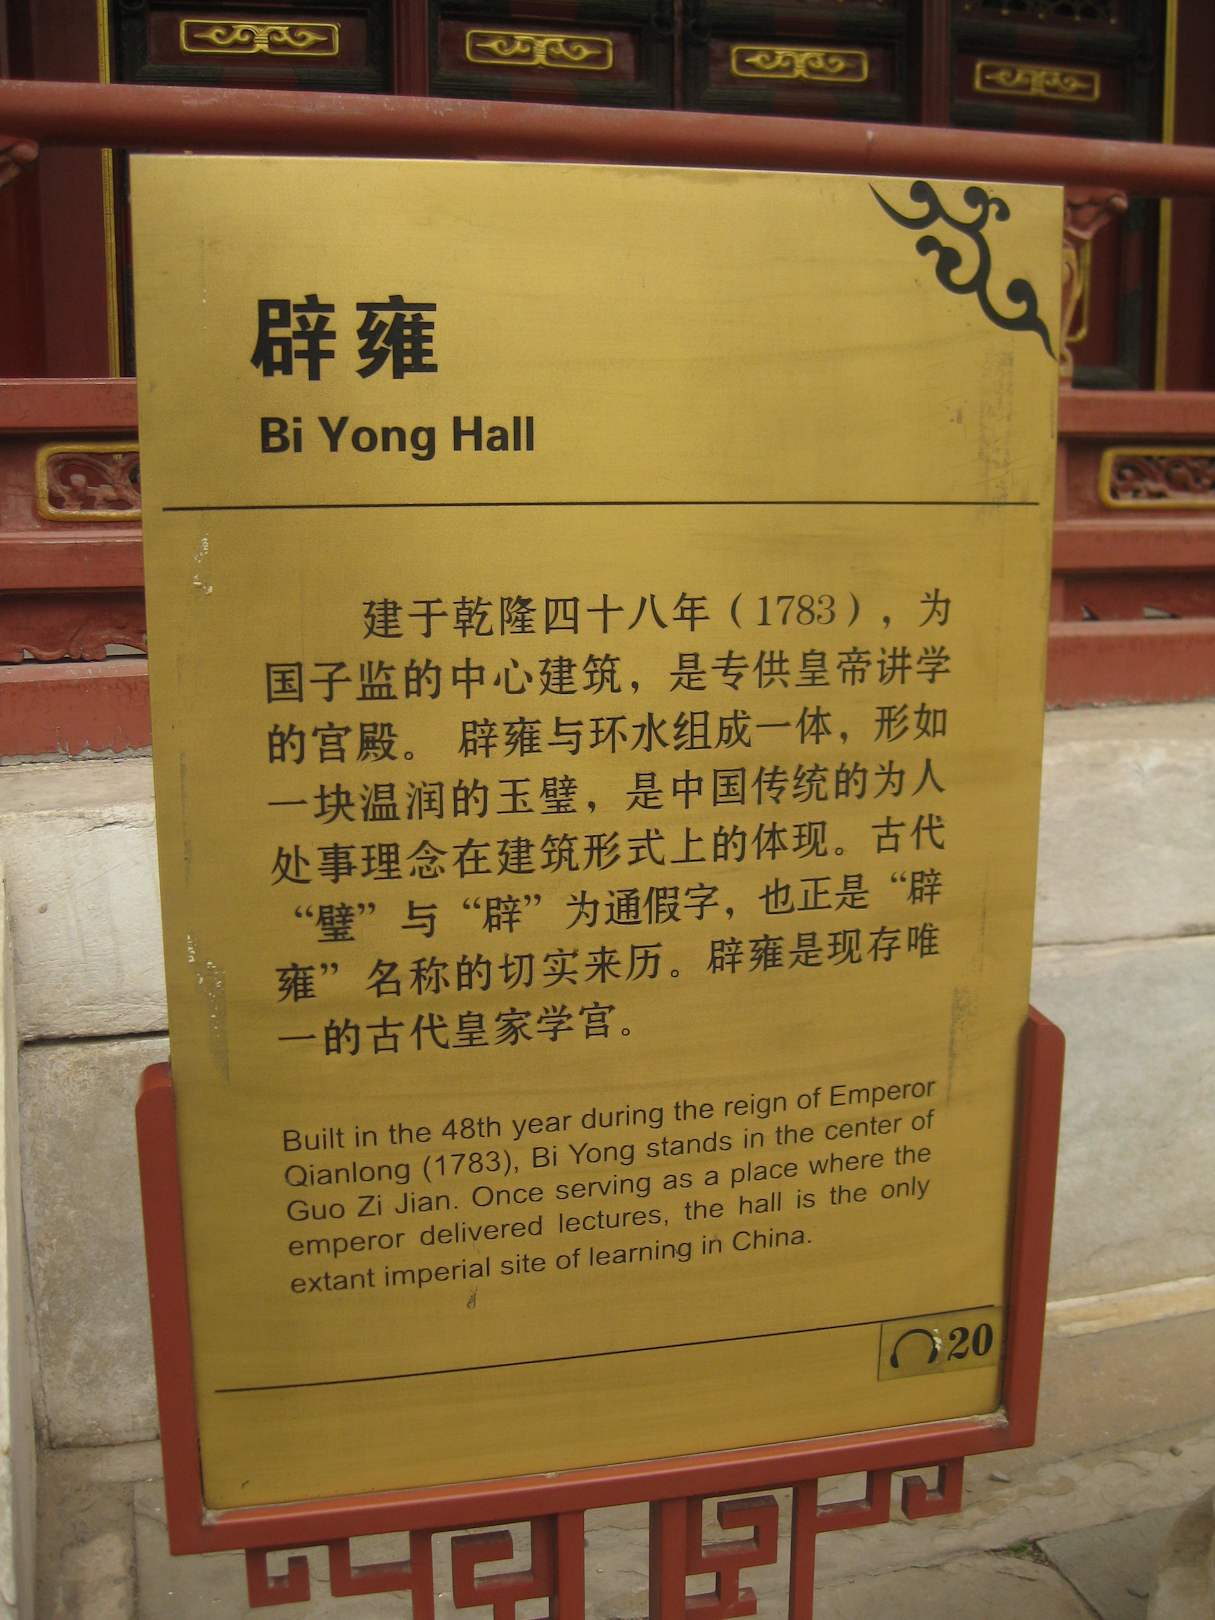 辟雍
Bi Yong Hall
建于乾隆四十八年（1783），为
国子监的中心建筑，是专供皇帝讲学
的宫殿。 辟雍与环水组成一体，形如
一块温润的玉璧，是中国传统的为人
处事理念在建筑形式上的体现。古代
“璧”与“辟”为通假字，也正是“辟
雍”名称的切实来历。辟雍是现存唯
一的古代皇家学宫。
Built in the 48th year during the reign of Emperor
Qianlong (1783), Bi Yong stands in the center of
Guo Zi Jian. Once serving as a place where the
emperor delivered lectures, the hall is the only
extant imperial site of learning in China.
20